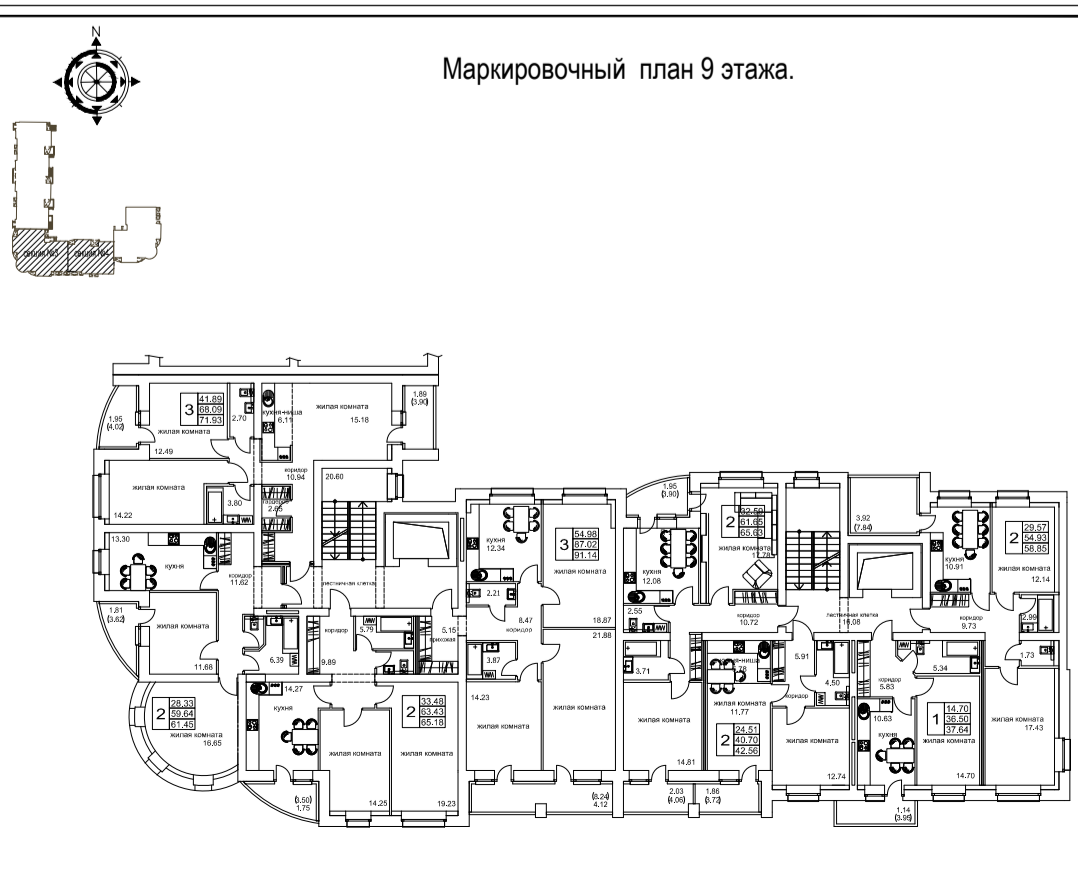 N
Маркировочный план 9 этажа.
секция №3
секция №4
1.95
(4.02)
3
41.89
68.09
71.93
жилая комната
12.49
2.70
кухня-ниша
6.11
жилая комната
15.18
1.89
(3.90)
коридор
10.94
20.60
жилая комната
14.22
3.80
2.65
13.30
кухня
коридор
11.62
лестничная клетка
1.81
(3.62)
жилая комната
11.68
6.39
коридор
9.89
5.79
5.15
прихожая
2
28.33
59.64
61.45
жилая комната
16.65
14.27
кухня
(3.50)
1.75
жилая комната
14.25
2
33.48
63.43
65.18
жилая комната
19.23
кухня
12.34
2.21
8.47
коридор
3.87
14.23
жилая комната
3
54.98
87.02
91.14
жилая комната
18.87
21.88
жилая комната
(8.24)
4.12
1.95
(3.90)
кухня
12.08
2.55
3.71
жилая комната
14.81
2.03
(4.06)
2
32.59
61.65
65.63
жилая комната
17.78
коридор
10.72
жилая комната
11.77
2
24.51
40.70
42.56
1.86
(3.72)
5.91
коридор
4.50
жилая комната
12.74
лестничная клетка
16.08
3.92
(7.84)
кухня
10.91
2
29.57
54.93
58.85
жилая комната
12.14
9.73
2.99
1.73
5.34
коридор
5.83
10.63
кухня
1
14.70
36.50
37.64
жилая комната
14.70
жилая комната
17.43
1.14
(3.95)